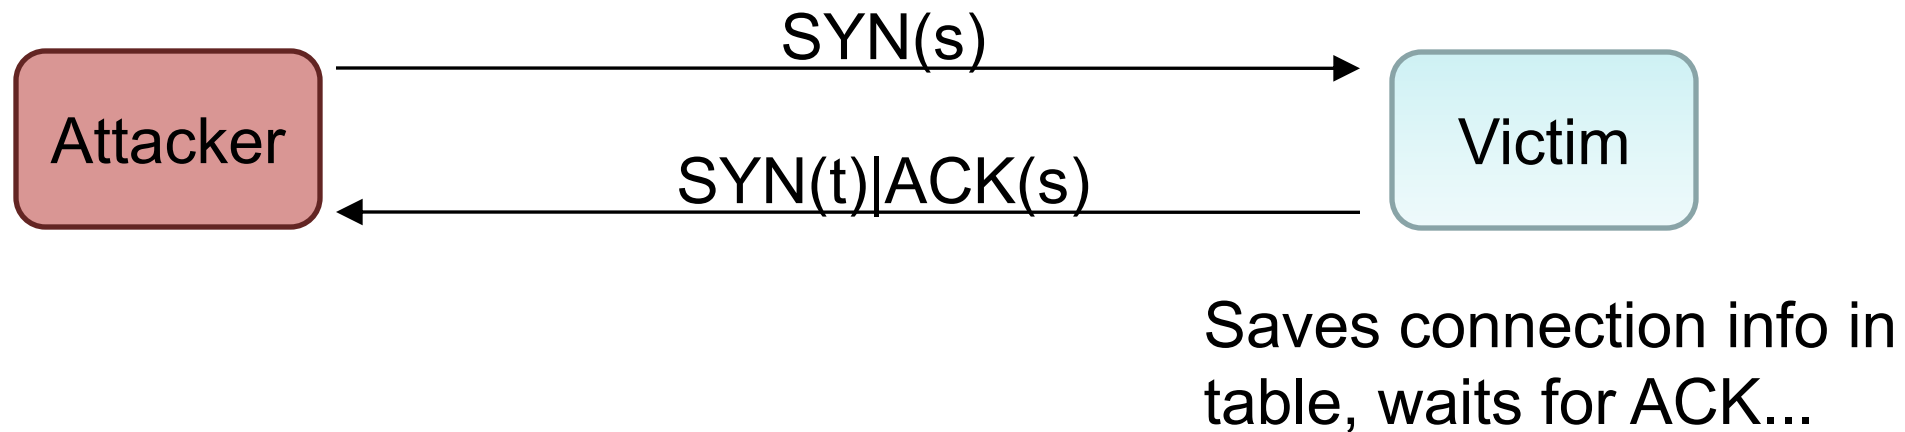 SYN(s)
Attacker
Victim
SYN(t)|ACK(s)
Saves connection info in
table, waits for ACK...